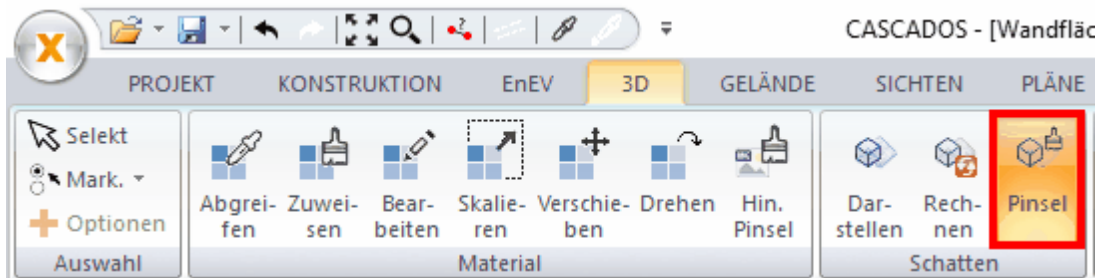 CASCADOS - [Wandfläc
PROJEKT KONSTRUKTION EnEV 3D GELÄNDE SICHTEN PLÄNE
Selekt
Mark.
Optionen
Auswahl
Abgrei- Zuwei- Bear- Skalie- Verschie- Drehen Hin.
fen sen beiten ren ben Pinsel
Material
Dar- Rech- Pinsel
stellen nen
Schatten